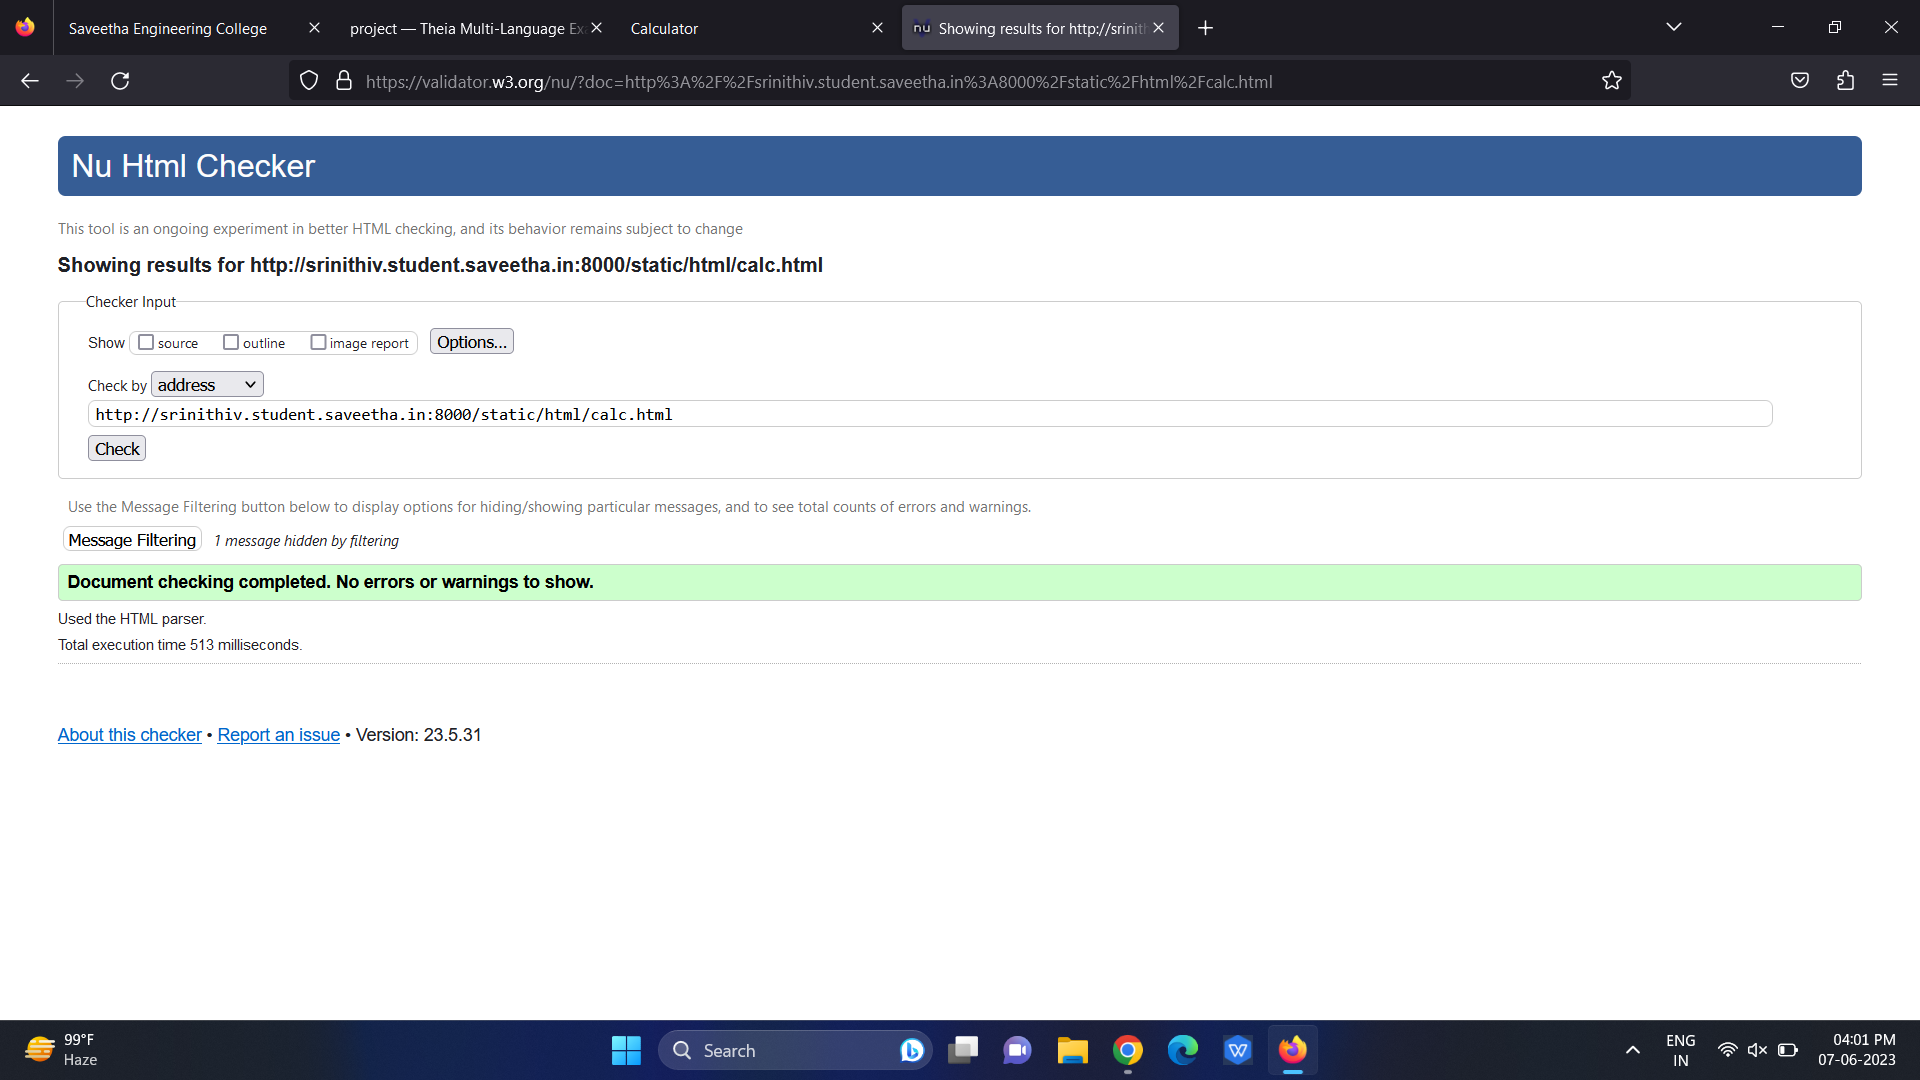 Saveetha Engineering College
project — Theia Multi-Language Ex
Calculator
nu Showing results for http://srinit
https://validator.w3.org/nu/?doc=http%3A%2F%2Fsrinithiv.student.saveetha.in%3A8000%2Fstatic%2Fhtml%2Fcalc.html
Nu Html Checker
This tool is an ongoing experiment in better HTML checking, and its behavior remains subject to change
Showing results for http://srinithiv.student.saveetha.in:8000/static/html/calc.html
Checker Input
Show source outline image report Options...
Check by address
http://srinithiv.student.saveetha.in:8000/static/html/calc.html
Check
Use the Message Filtering button below to display options for hiding/showing particular messages, and to see total counts of errors and warnings.
Message Filtering 1 message hidden by filtering
Document checking completed. No errors or warnings to show.
Used the HTML parser.
Total execution time 513 milliseconds.
About this checker • Report an issue • Version: 23.5.31
99°F
Haze
Search
ENG
IN
04:01 PM
07-06-2023